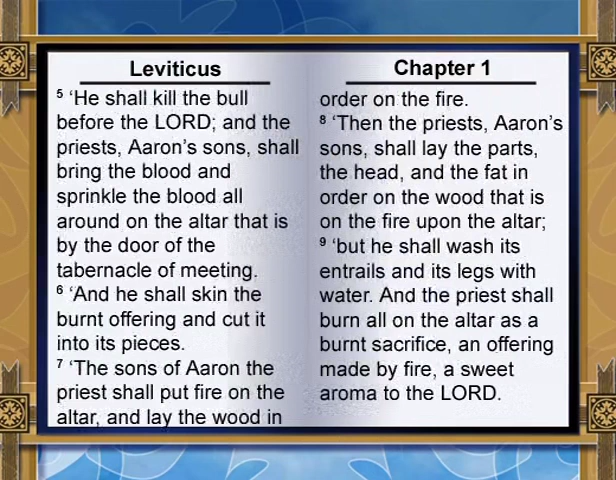 Leviticus
⁵ ‘He shall kill the bull
before the LORD; and the
priests, Aaron’s sons, shall
bring the blood and
sprinkle the blood all
around on the altar that is
by the door of the
tabernacle of meeting.
⁶ ‘And he shall skin the
burnt offering and cut it
into its pieces.
⁷ ‘The sons of Aaron the
priest shall put fire on the
altar, and lay the wood in
Chapter 1
order on the fire.
⁸ ‘Then the priests, Aaron’s
sons, shall lay the parts,
the head, and the fat in
order on the wood that is
on the fire upon the altar;
⁹ ‘but he shall wash its
entrails and its legs with
water. And the priest shall
burn all on the altar as a
burnt sacrifice, an offering
made by fire, a sweet
aroma to the LORD.